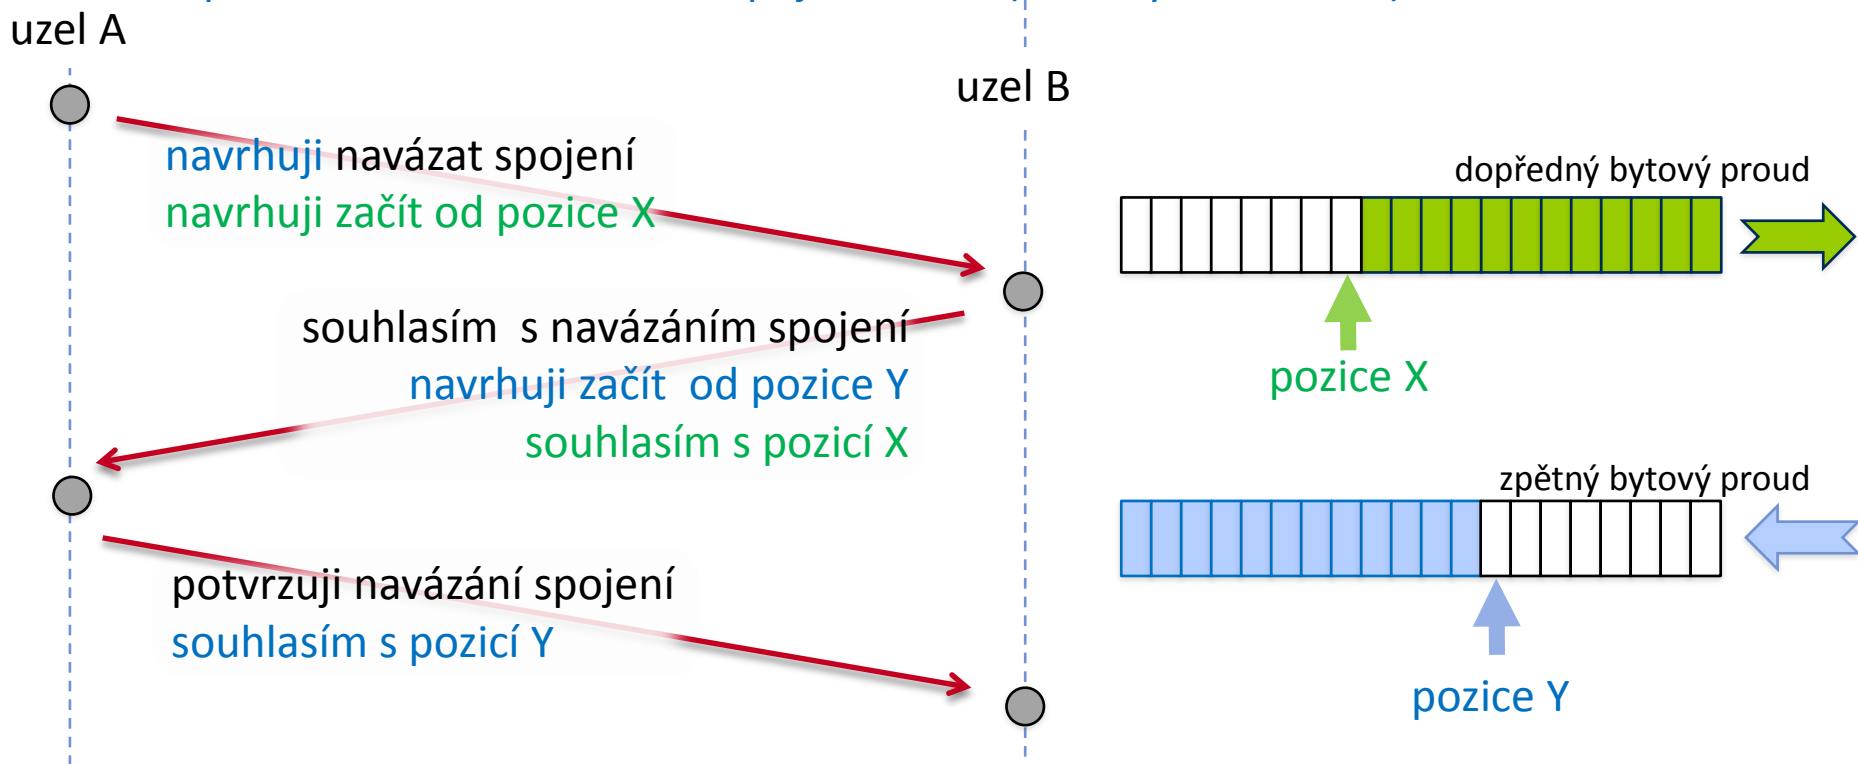 uzel A
uzel B
navrhuji navázat spojení
navrhuji začít od pozice X
souhlasím s navázáním spojení
navrhuji začít od pozice Y
souhlasím s pozicí X
potvrzuji navázání spojení
souhlasím s pozicí Y
dopředný bytový proud
pozice X
zpětný bytový proud
pozice Y